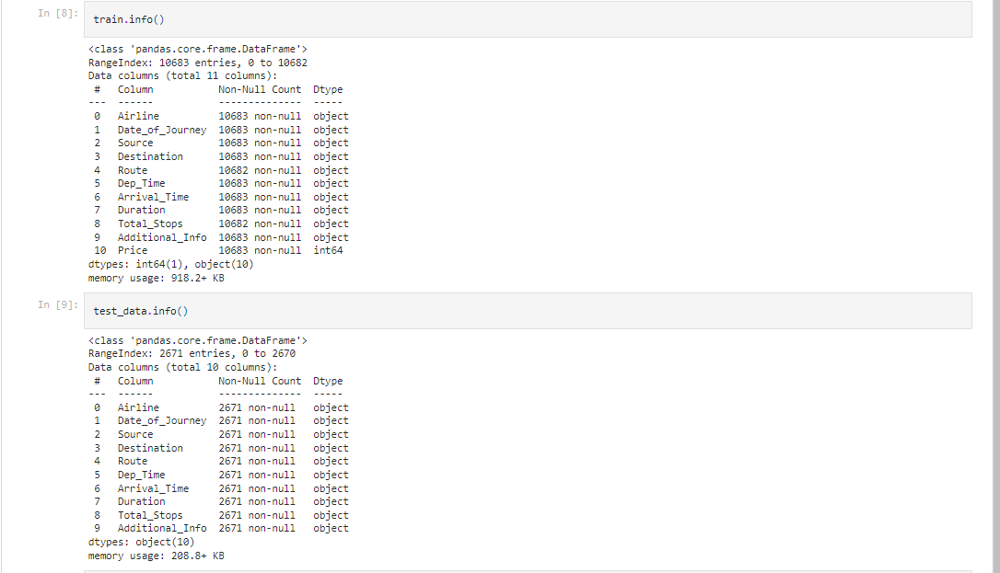 In [8]: train.info()
<class 'pandas.core.frame.DataFrame'>
RangeIndex: 10683 entries, 0 to 10682
Data columns (total 11 columns):
 #   Column           Non-Null Count  Dtype
---  ------           --------------  -----
 0   Airline          10683 non-null  object
 1   Date_of_Journey  10683 non-null  object
 2   Source           10683 non-null  object
 3   Destination      10683 non-null  object
 4   Route            10682 non-null  object
 5   Dep_Time         10683 non-null  object
 6   Arrival_Time     10683 non-null  object
 7   Duration         10683 non-null  object
 8   Total_Stops      10682 non-null  object
 9   Additional_Info  10683 non-null  object
 10  Price            10683 non-null  int64
dtypes: int64(1), object(10)
memory usage: 918.2+ KB
In [9]: test_data.info()
<class 'pandas.core.frame.DataFrame'>
RangeIndex: 2671 entries, 0 to 2670
Data columns (total 10 columns):
 #   Column           Non-Null Count  Dtype
---  ------           --------------  -----
 0   Airline          2671 non-null   object
 1   Date_of_Journey  2671 non-null   object
 2   Source           2671 non-null   object
 3   Destination      2671 non-null   object
 4   Route            2671 non-null   object
 5   Dep_Time         2671 non-null   object
 6   Arrival_Time     2671 non-null   object
 7   Duration         2671 non-null   object
 8   Total_Stops      2671 non-null   object
 9   Additional_Info  2671 non-null   object
dtypes: object(10)
memory usage: 208.8+ KB